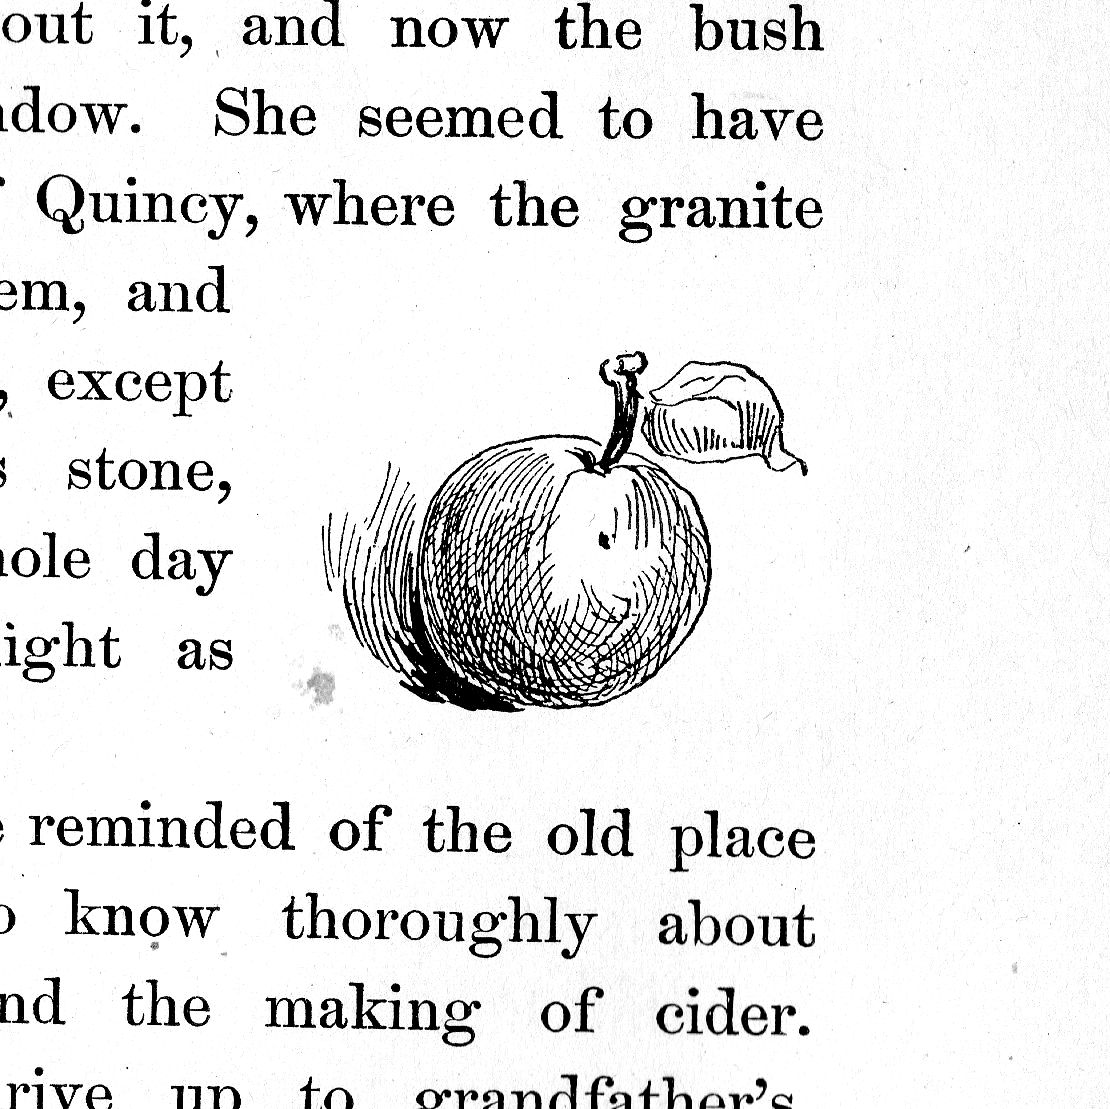 out it, and now the bush
dow. She seemed to have
Quincy, where the granite
em, and
, except
s stone,
ole day
ight as
e reminded of the old place
o know thoroughly about
nd the making of cider.
rive up to grandfather's